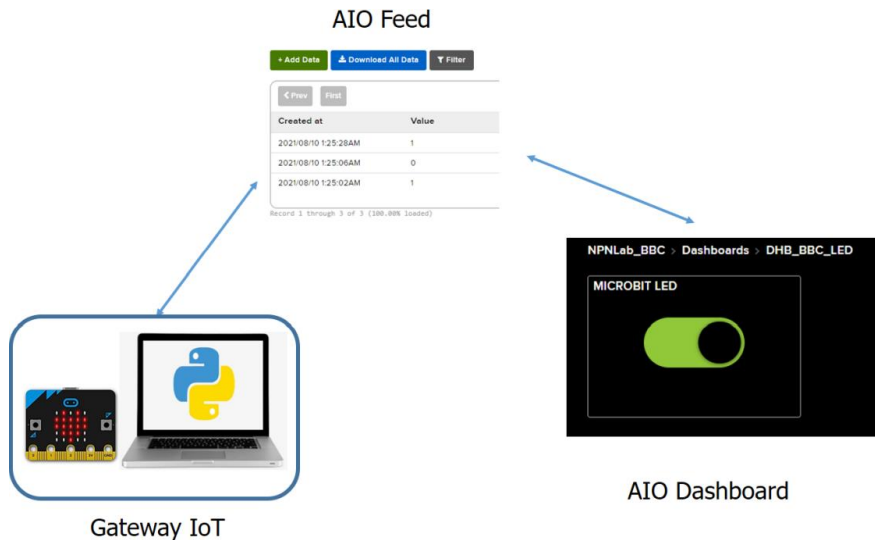 AIO Feed
+ Add Data
Download All Data
Filter
Prev
First
Created at Value
2021/08/10 1:25:28AM 1
2021/08/10 1:25:06AM 0
2021/08/10 1:25:02AM 1
Record 1 through 3 of 3 (100.00% loaded)
NPNLab_BBC > Dashboards > DHB_BBC_LED
MICROBIT LED
Gateway IoT
AIO Dashboard